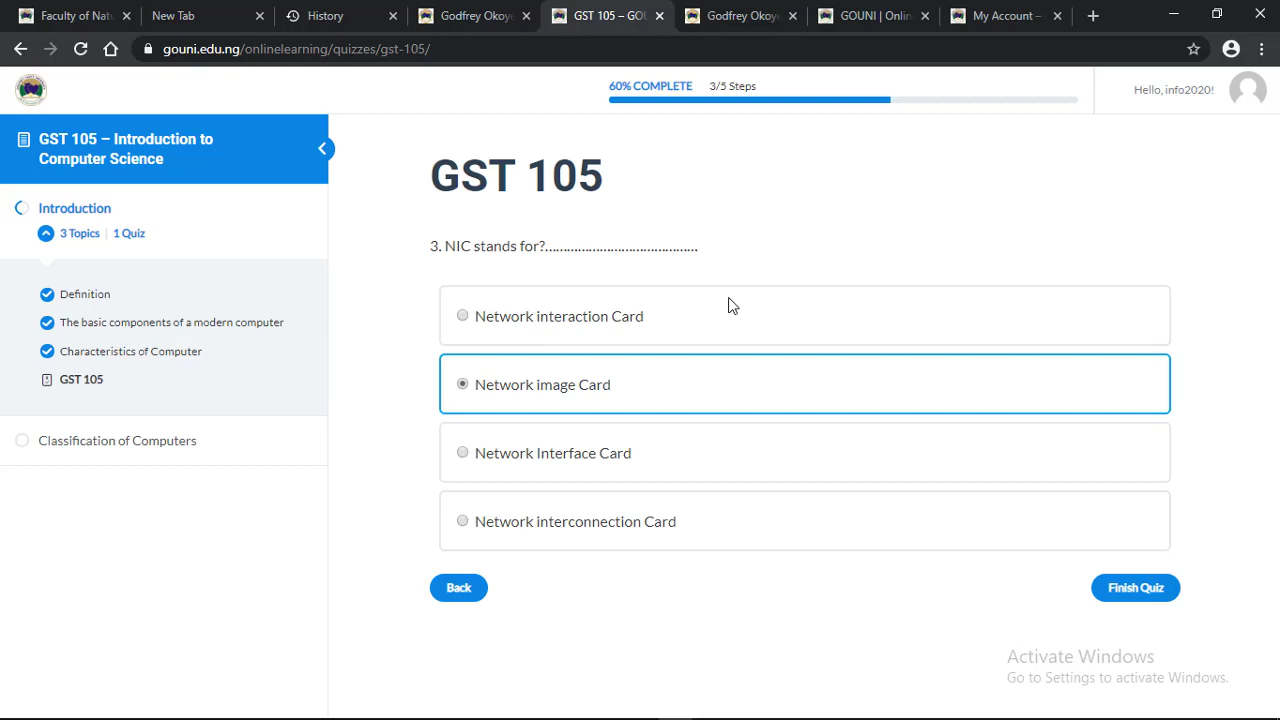 Faculty of Natu
New Tab
History
Godfrey Okoye
GST 105 – GOU
Godfrey Okoye
GOUNI | Onlin
My Account –
gouni.edu.ng/onlinelearning/quizzes/gst-105/
60% COMPLETE 3/5 Steps
Hello, info2020!
GST 105 – Introduction to
Computer Science
Introduction
3 Topics | 1 Quiz
Definition
The basic components of a modern computer
Characteristics of Computer
GST 105
Classification of Computers
GST 105
3. NIC stands for?.......................................
Network interaction Card
Network image Card
Network Interface Card
Network interconnection Card
Back
Finish Quiz
Activate Windows
Go to Settings to activate Windows.